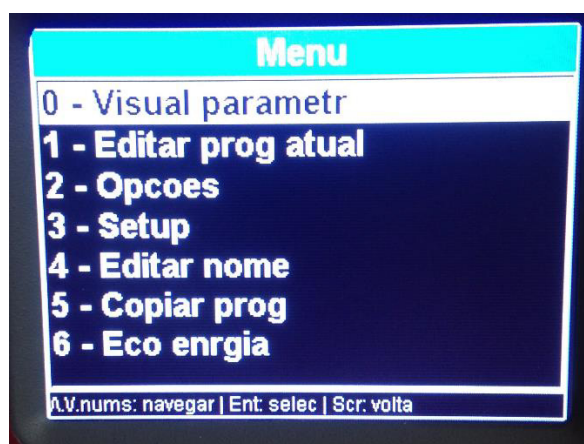 Menu
0 - Visual parametr
1 - Editar prog atual
2 - Opcoes
3 - Setup
4 - Editar nome
5 - Copiar prog
6 - Eco enrgia
Λ.V.nums: navegar | Ent: selec | Scr: volta